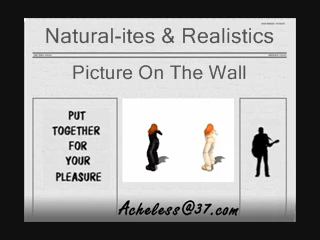 Natural-ites & Realistics
Picture On The Wall
PUT
TOGETHER
FOR
YOUR
PLEASURE
Acheless@37.com